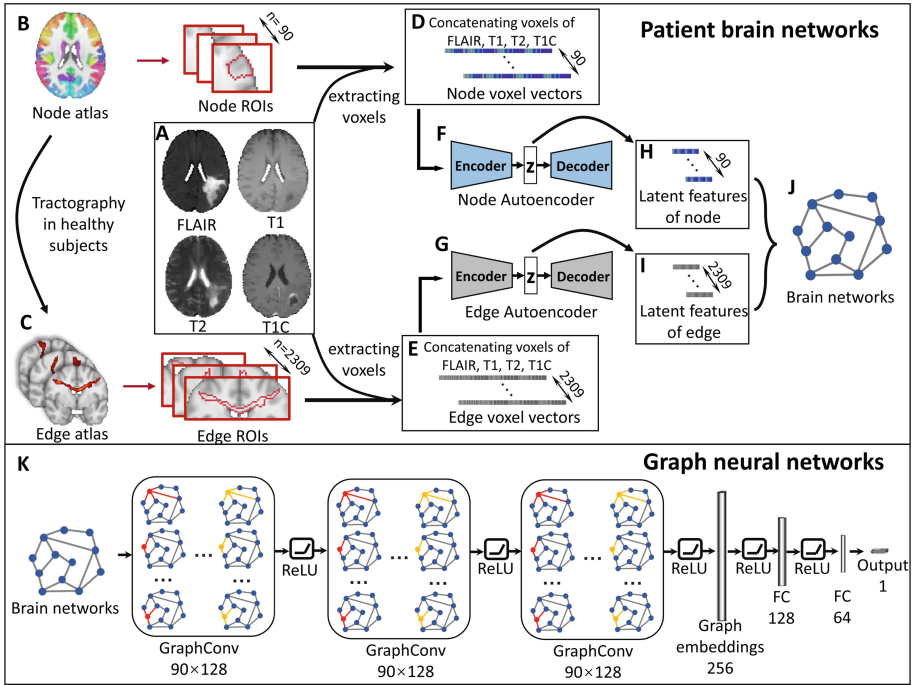 Patient brain networks
B
Node atlas
n= 90
Node ROIs
extracting
voxels
D
Concatenating voxels of
FLAIR, T1, T2, T1C
90
Node voxel vectors
A
FLAIR
T1
T2
T1C
Tractography
in healthy
subjects
F
Encoder
Z
Decoder
Node Autoencoder
H
90
Latent features
of node
J
Brain networks
G
Encoder
Z
Decoder
Edge Autoencoder
I
2309
Latent features
of edge
C
Edge atlas
n=2309
Edge ROIs
extracting
voxels
E
Concatenating voxels of
FLAIR, T1, T2, T1C
2309
Edge voxel vectors
K
Graph neural networks
Brain networks
...
...
...
GraphConv
90×128
ReLU
...
...
...
GraphConv
90×128
ReLU
...
...
...
GraphConv
90×128
ReLU
Graph
embeddings
256
ReLU
FC
128
ReLU
FC
64
Output
1